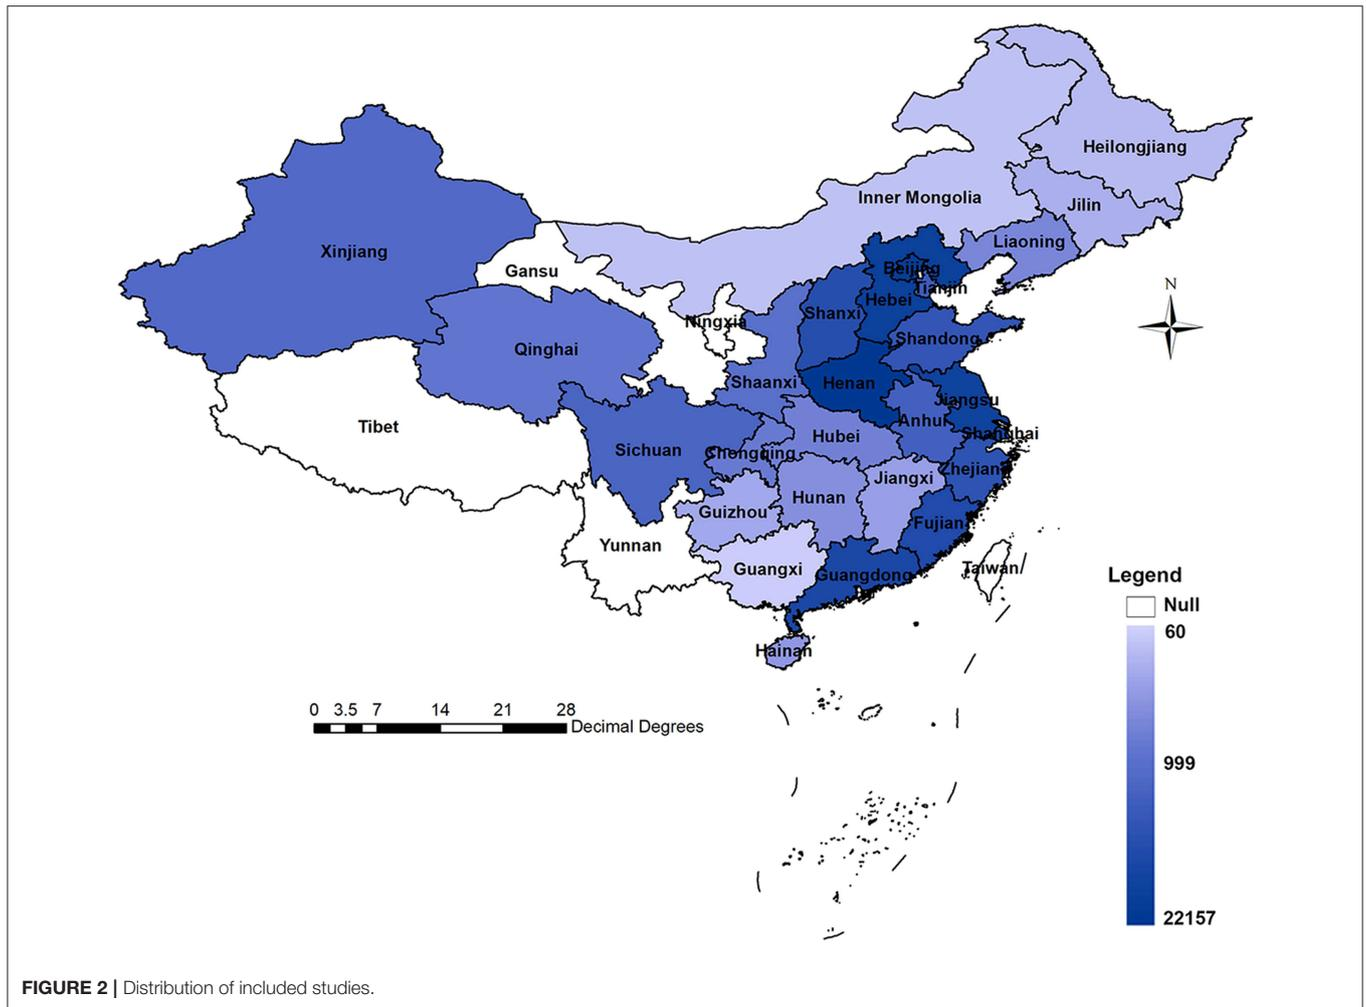 Heilongjiang
Inner Mongolia
Jilin
Liaoning
Xinjiang
Gansu
Beijing
Tianjin
Hebei
N
Ningxia
Shanxi
Shandong
Qinghai
Shaanxi
Henan
Jiangsu
Anhui
Tibet
Shanghai
Hubei
Sichuan
Chongqing
Zhejiang
Jiangxi
Hunan
Guizhou
Fujian
Yunnan
Guangxi
Guangdong
Taiwan
Hainan
Legend
Null
60
999
22157
0 3.5 7 14 21 28
Decimal Degrees
FIGURE 2 | Distribution of included studies.